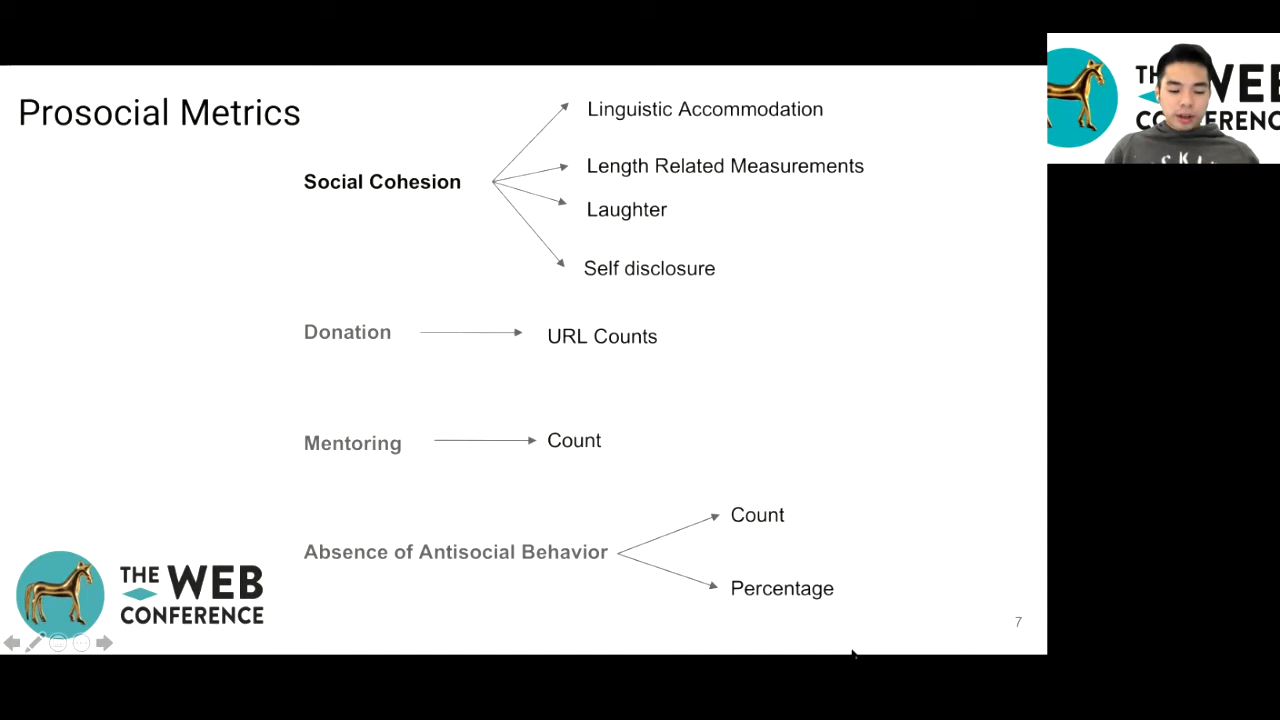 Prosocial Metrics
Social Cohesion
Linguistic Accommodation
Length Related Measurements
Laughter
Self disclosure
Donation
URL Counts
Mentoring
Count
Absence of Antisocial Behavior
Count
Percentage
THE WEB
CONFERENCE
7